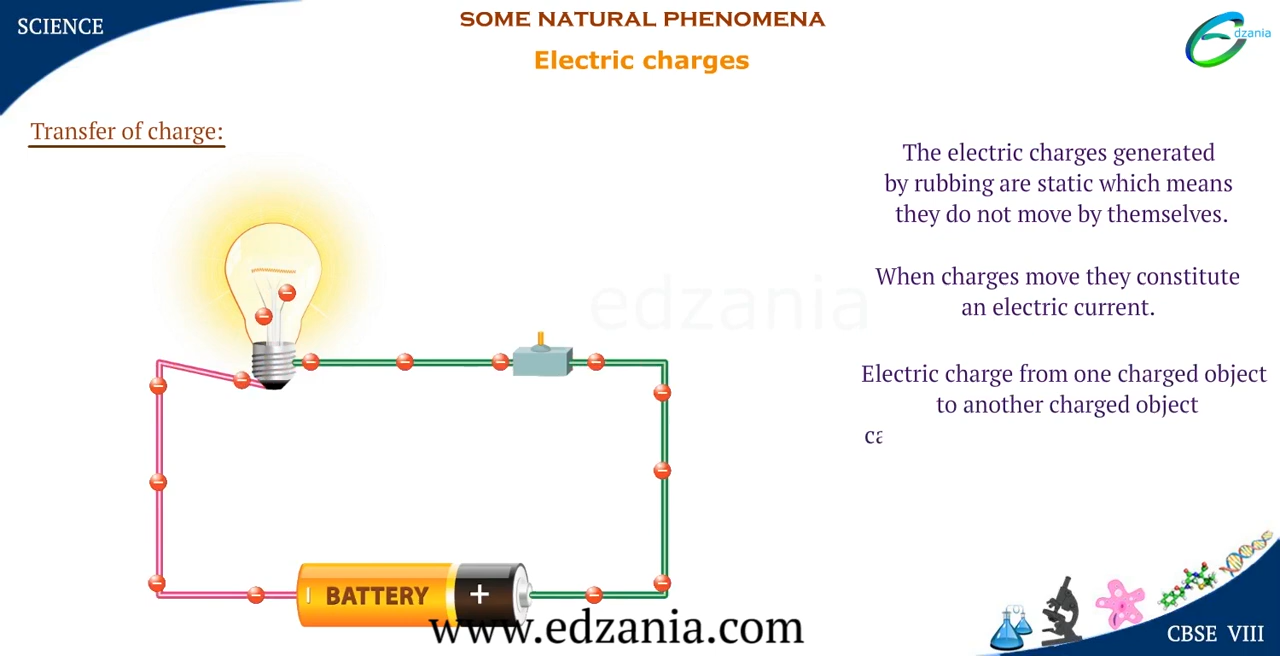 SCIENCE
SOME NATURAL PHENOMENA
Electric charges
Edzania
Transfer of charge:
The electric charges generated
by rubbing are static which means
they do not move by themselves.
When charges move they constitute
an electric current.
edzania
Electric charge from one charged object
to another charged object
ca
BATTERY +
www.edzania.com
CBSE VIII